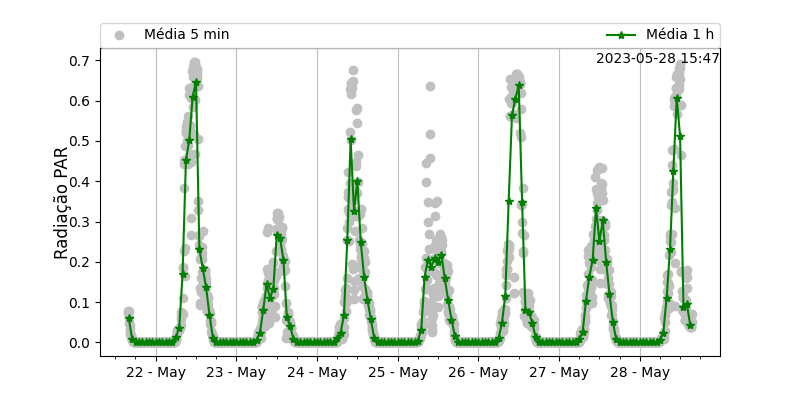 Média 5 min
Média 1 h
2023-05-28 15:47
Radiação PAR
0.7
0.6
0.5
0.4
0.3
0.2
0.1
0.0
22 - May
23 - May
24 - May
25 - May
26 - May
27 - May
28 - May